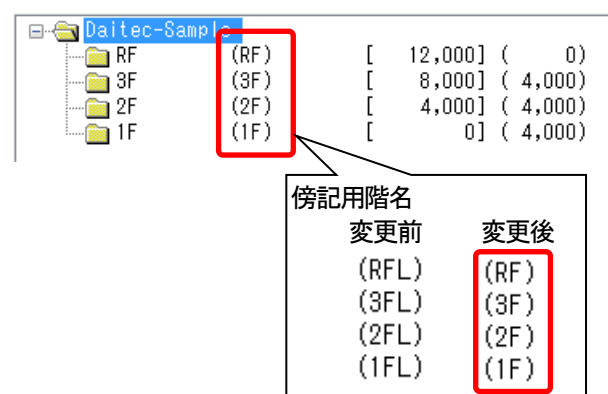 Daitec-Sample
RF (RF) [ 12,000] ( 0)
3F (3F) [ 8,000] ( 4,000)
2F (2F) [ 4,000] ( 4,000)
1F (1F) [ 0] ( 4,000)
傍記用階名
変更前 変更後
(RFL) (RF)
(3FL) (3F)
(2FL) (2F)
(1FL) (1F)